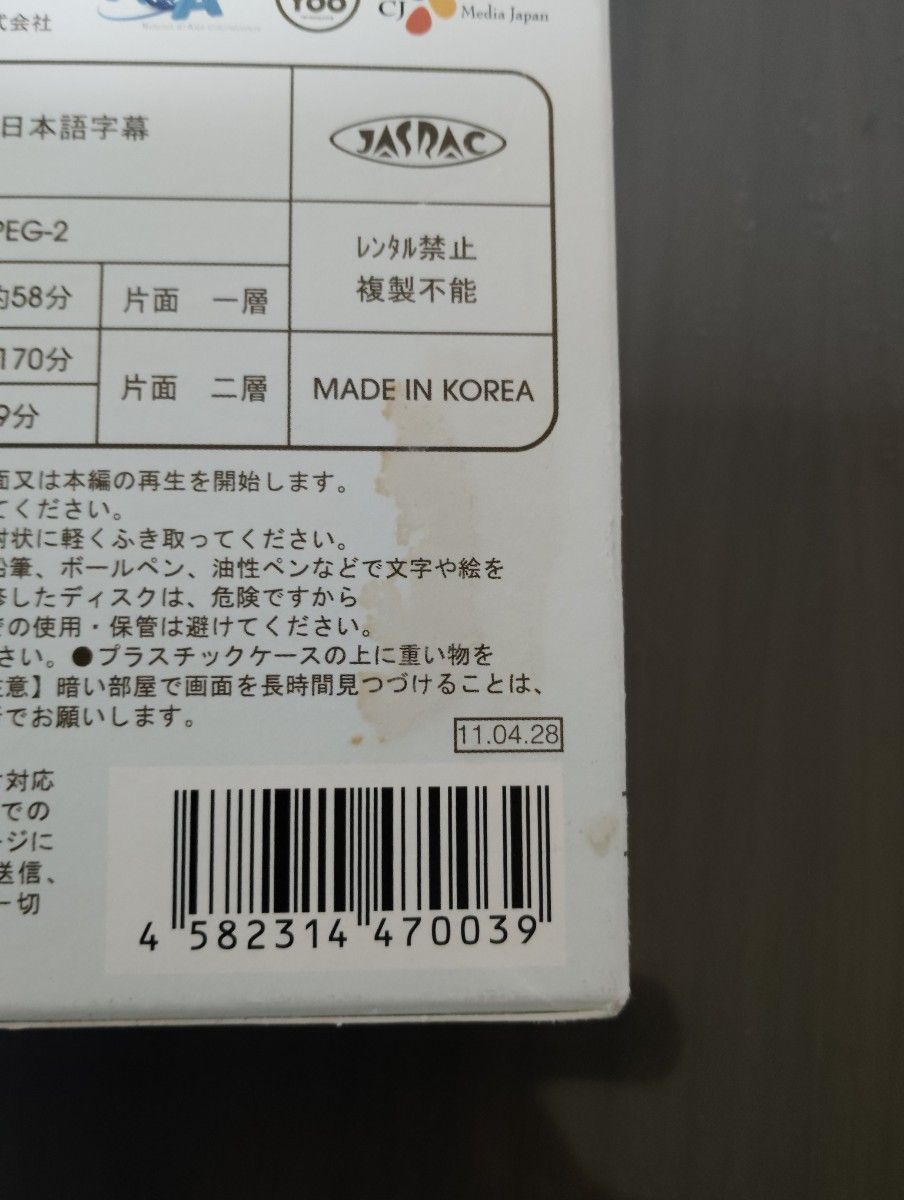 式会社
YOO
CJ Media Japan
日本語字幕
JASRAC
PEG-2
レンタル禁止
複製不能
約58分
片面 一層
170分
片面 二層
9分
MADE IN KOREA
面又は本編の再生を開始します。
てください。
射状に軽くふき取ってください。
鉛筆、ボールペン、油性ペンなどで文字や絵を
修したディスクは、危険ですから
での使用・保管は避けてください。
さい。●プラスチックケースの上に重い物を
注意】暗い部屋で画面を長時間見つづけることは、
でお願いします。
11.04.28
対応
での
ージに
送信、
一切
4 582314 470039